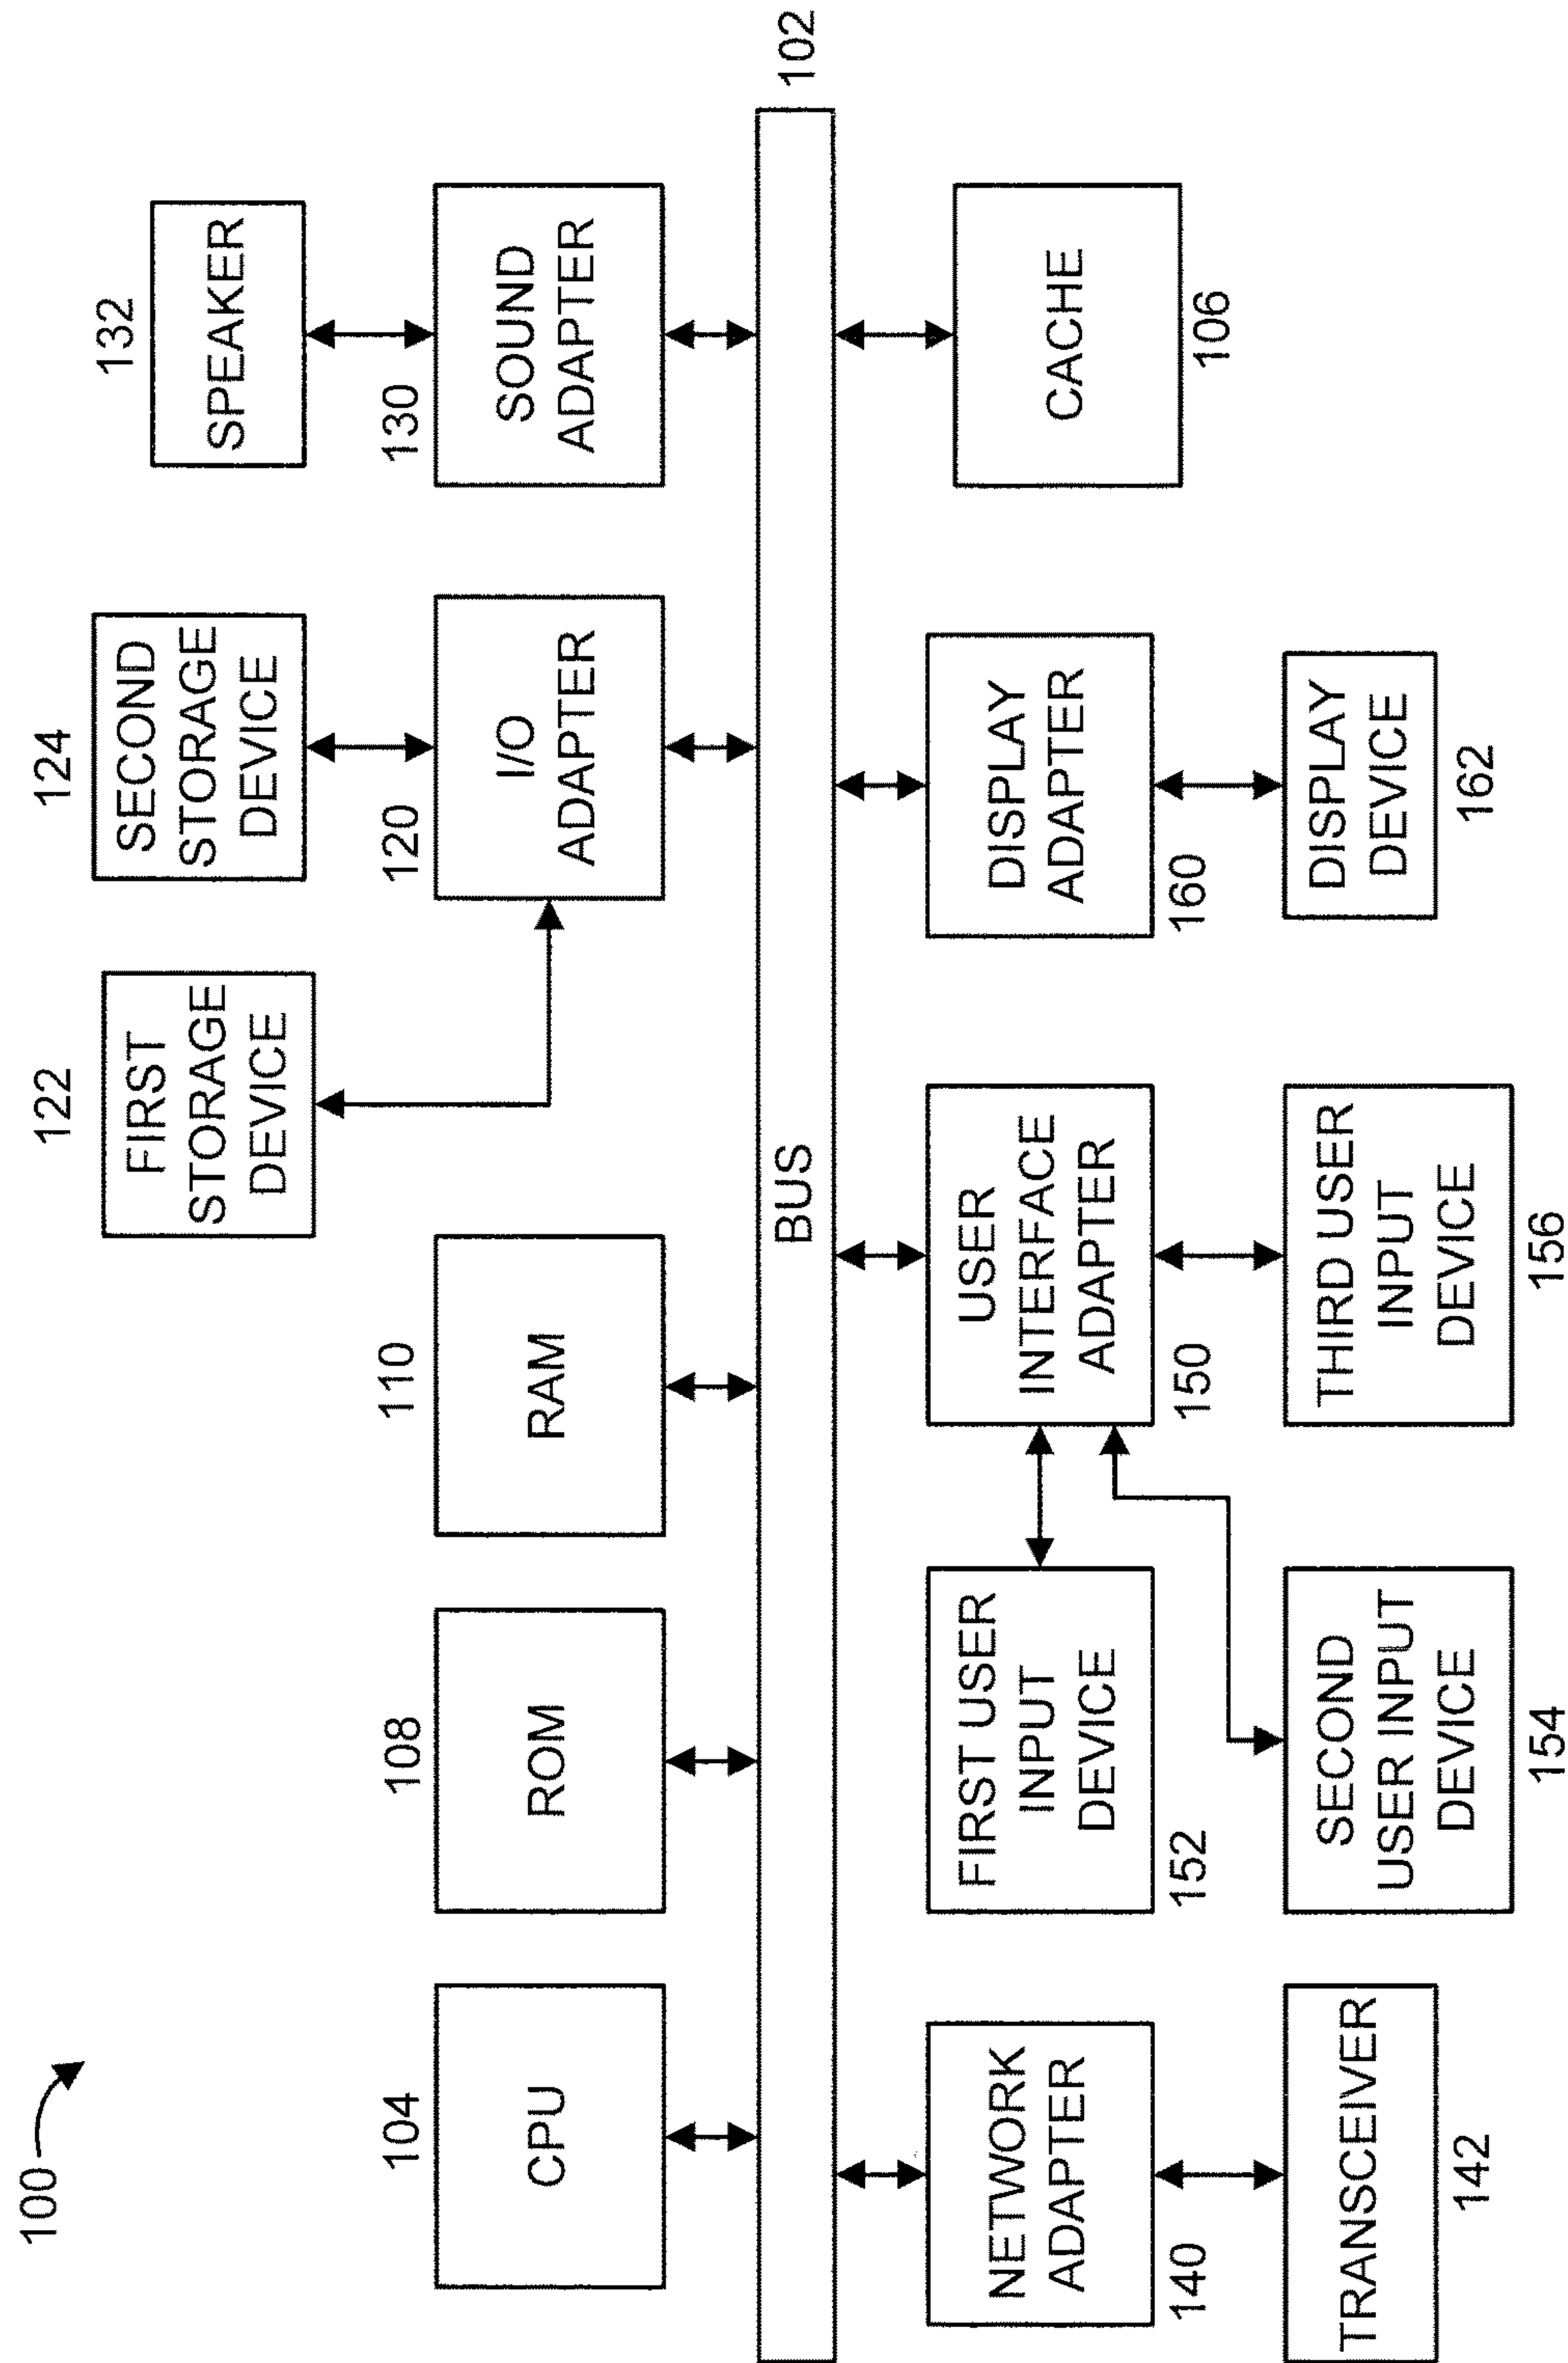 100
122
FIRST
STORAGE
DEVICE
124
SECOND
STORAGE
DEVICE
132
SPEAKER
104
CPU
108
ROM
110
RAM
120
I/O
ADAPTER
130
SOUND
ADAPTER
BUS
102
NETWORK
ADAPTER
140
FIRST USER
INPUT
DEVICE
152
USER
INTERFACE
ADAPTER
150
DISPLAY
ADAPTER
160
CACHE
106
TRANSCEIVER
142
SECOND
USER INPUT
DEVICE
154
THIRD USER
INPUT
DEVICE
156
DISPLAY
DEVICE
162